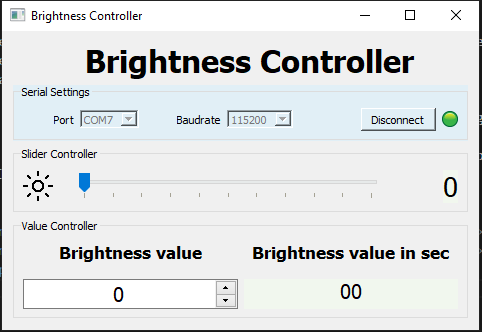 Brightness Controller
Brightness Controller
Serial Settings
Port COM7 Baudrate 115200 Disconnect
Slider Controller
0
Value Controller
Brightness value Brightness value in sec
0 00